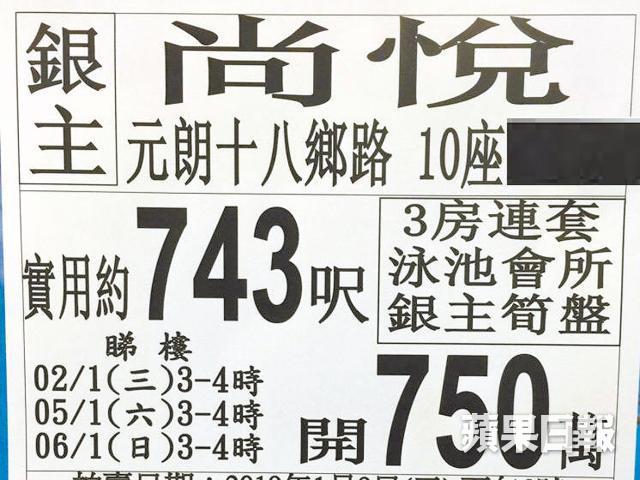 銀主
尚悅
元朗十八鄉路 10座
實用約743呎
3房連套
泳池會所
銀主筍盤
睇樓
02/1(三)3-4時
05/1(六)3-4時
06/1(日)3-4時
開750萬
蘋果日報